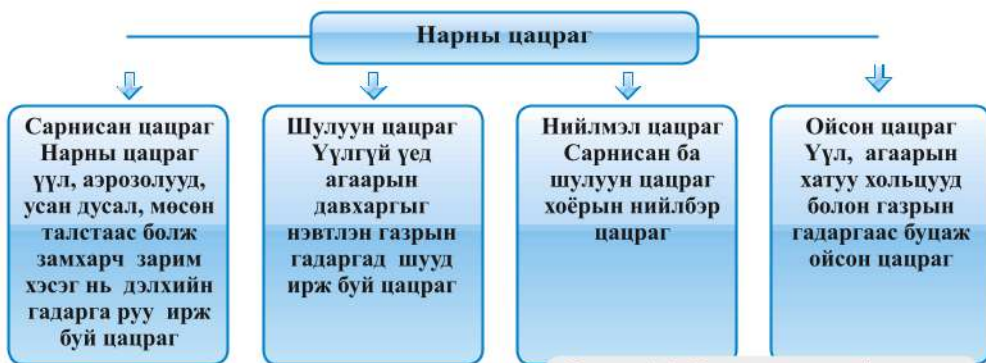 Нарны цацраг
Сарнисан цацраг
Нарны цацраг
үүл, аэрозолууд,
усан дусал, мөсөн
талстаас болж
замхарч зарим
хэсэг нь дэлхийн
гадарга руу ирж
буй цацраг
Шулуун цацраг
Үүлгүй үед
агаарын
давхаргыг
нэвтлэн газрын
гадаргад шууд
ирж буй цацраг
Нийлмэл цацраг
Сарнисан ба
шулуун цацраг
хоёрын нийлбэр
цацраг
Ойсон цацраг
Үүл, агаарын
хатуу хольцууд
болон газрын
гадаргаас буцаж
ойсон цацраг